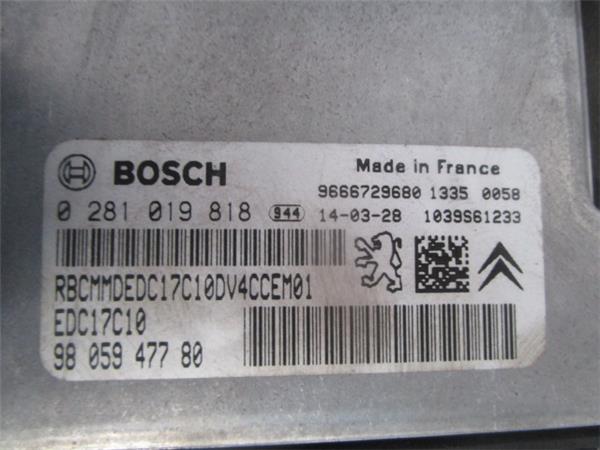 BOSCH
Made in France
9666729680 1335 0058
0 281 019 818 944 14-03-28 1039S61233
RBCMMDEDC17C10DV4CCEM01
EDC17C10
98 059 477 80